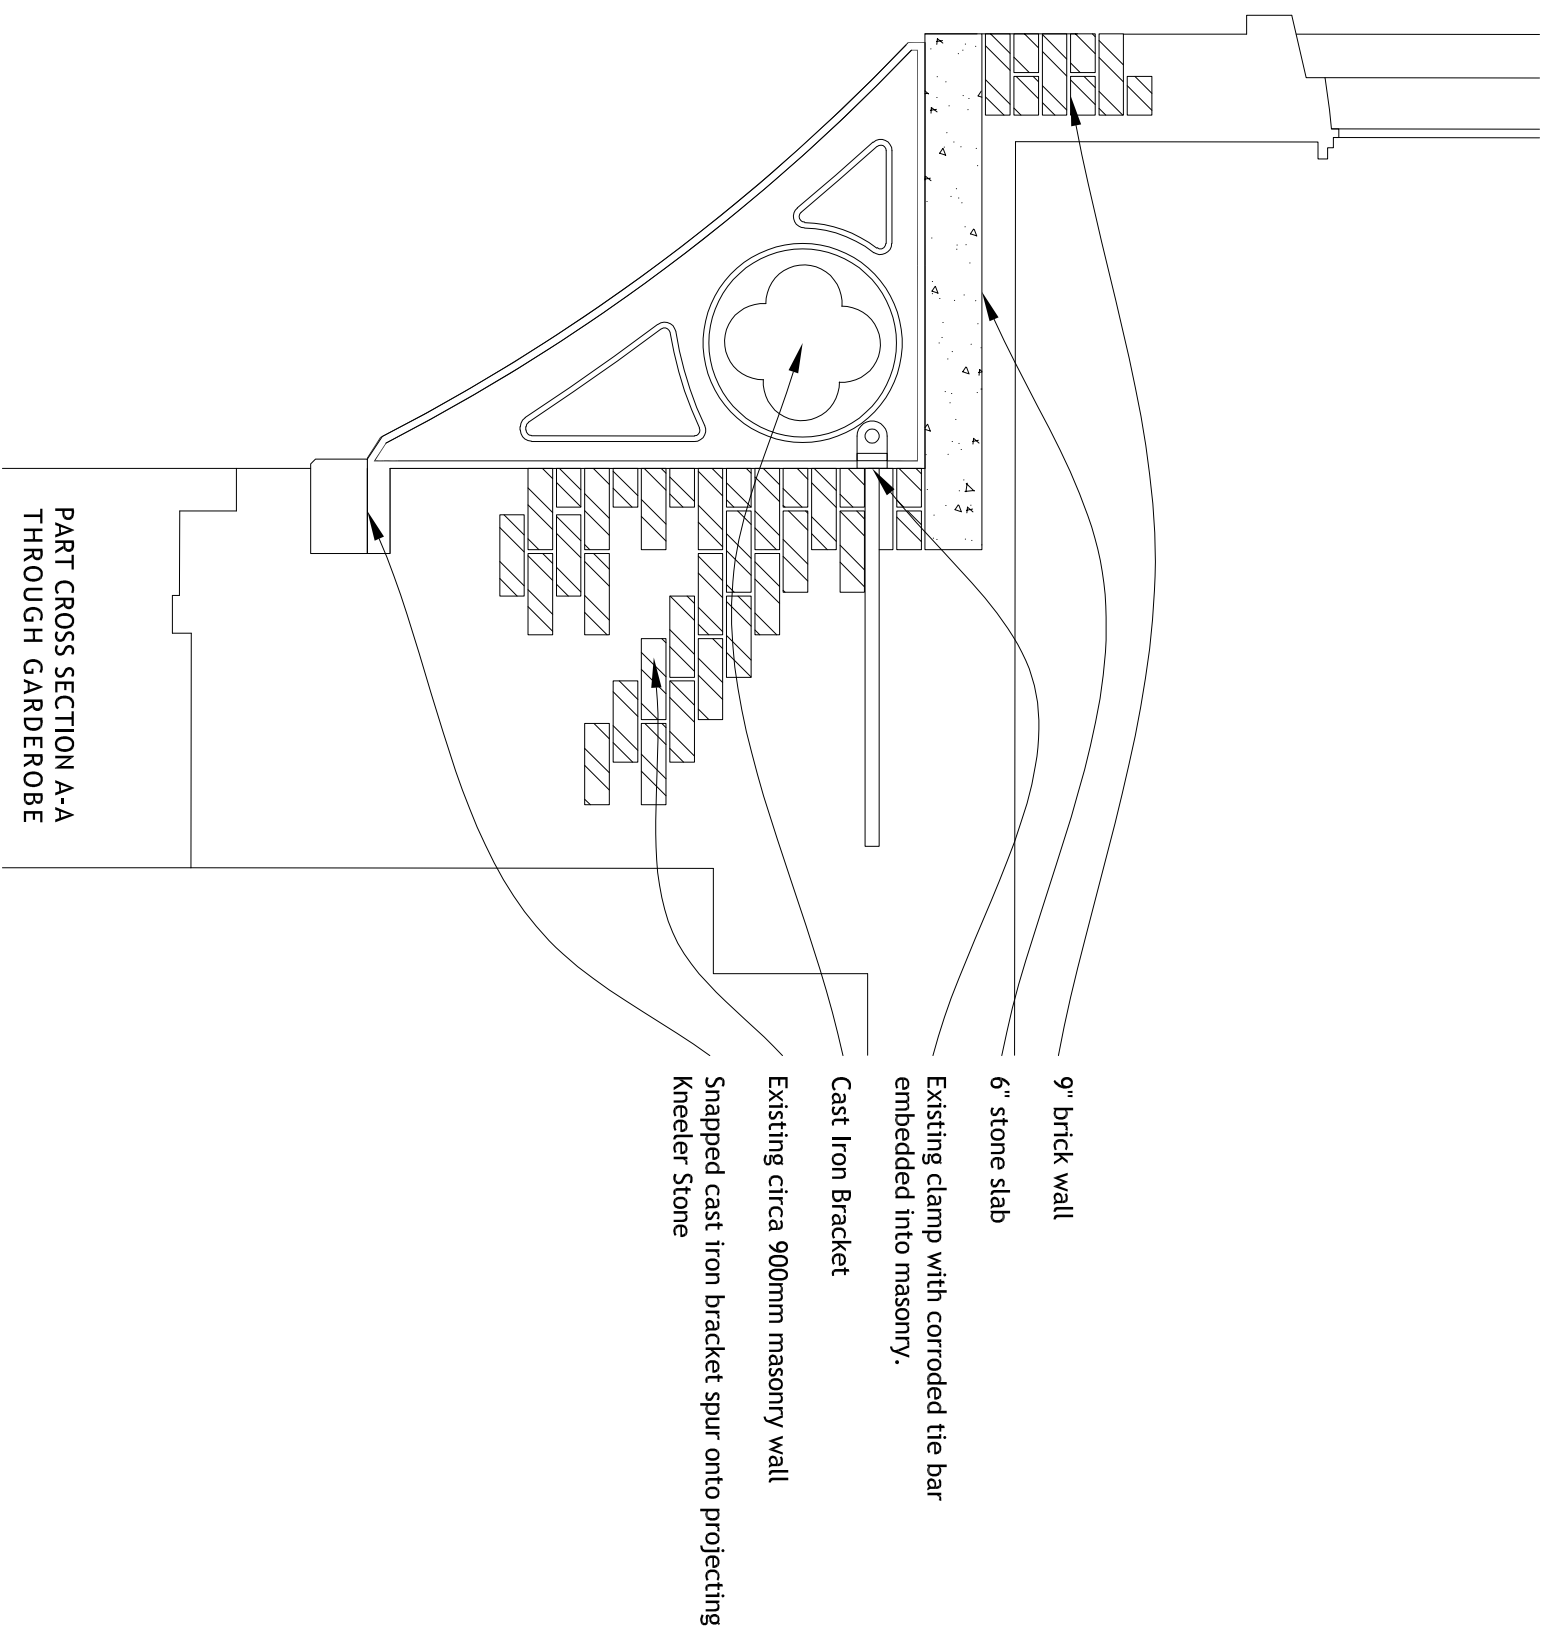 9" brick wall
6" stone slab
Existing clamp with corroded tie bar
embedded into masonry.
Cast Iron Bracket
Existing circa 900mm masonry wall
Snapped cast iron bracket spur onto projecting
Kneeler Stone
PART CROSS SECTION A-A
THROUGH GARDEROBE